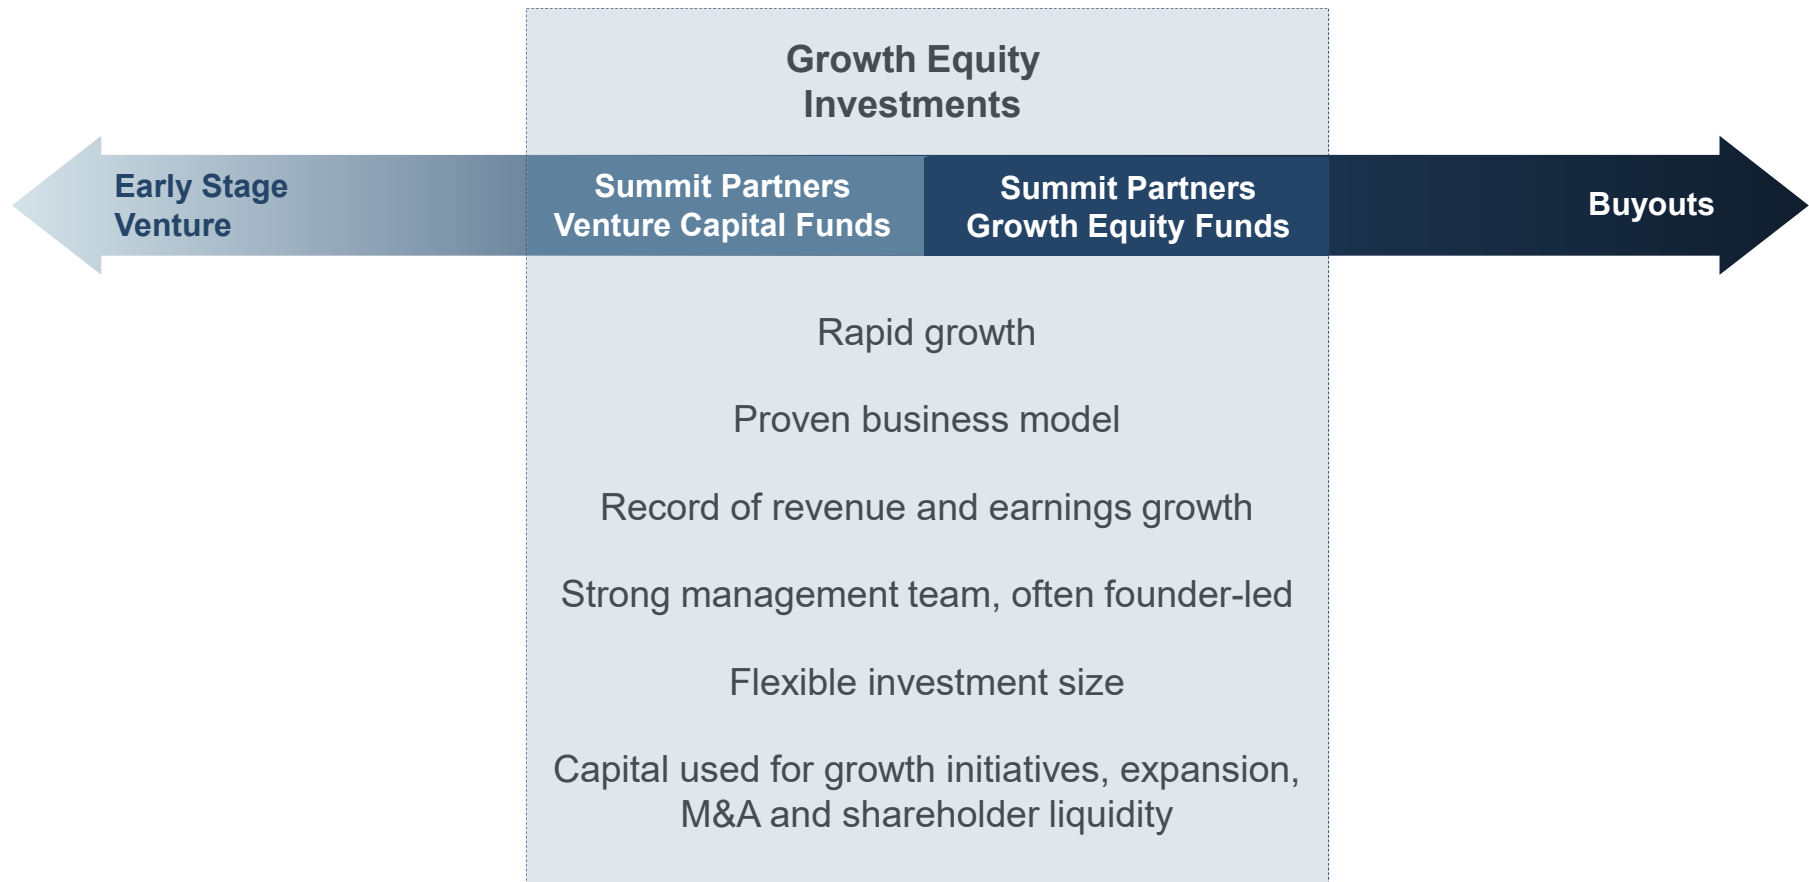 Growth Equity
Investments
Early Stage
Venture
Summit Partners
Venture Capital Funds
Summit Partners
Growth Equity Funds
Buyouts
Rapid growth
Proven business model
Record of revenue and earnings growth
Strong management team, often founder-led
Flexible investment size
Capital used for growth initiatives, expansion,
M&A and shareholder liquidity